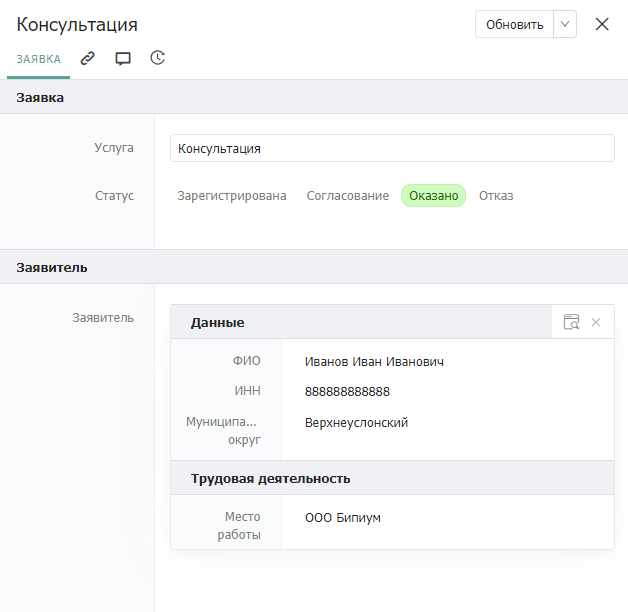 Консультация
Обновить
ЗАЯВКА
Заявка
Услуга
Консультация
Статус
Зарегистрирована Согласование Оказано Отказ
Заявитель
Заявитель
Данные
ФИО
Иванов Иван Иванович
ИНН
888888888888
Муниципа...
округ
Верхнеуслонский
Трудовая деятельность
Место
работы
ООО Бипиум